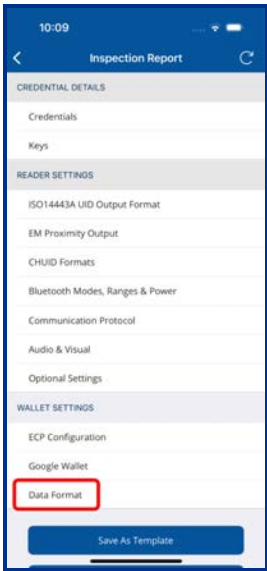 10:09
Inspection Report
CREDENTIAL DETAILS
Credentials
Keys
READER SETTINGS
ISO14443A UID Output Format
EM Proximity Output
CHUID Formats
Bluetooth Modes, Ranges & Power
Communication Protocol
Audio & Visual
Optional Settings
WALLET SETTINGS
ECP Configuration
Google Wallet
Data Format
Save As Template